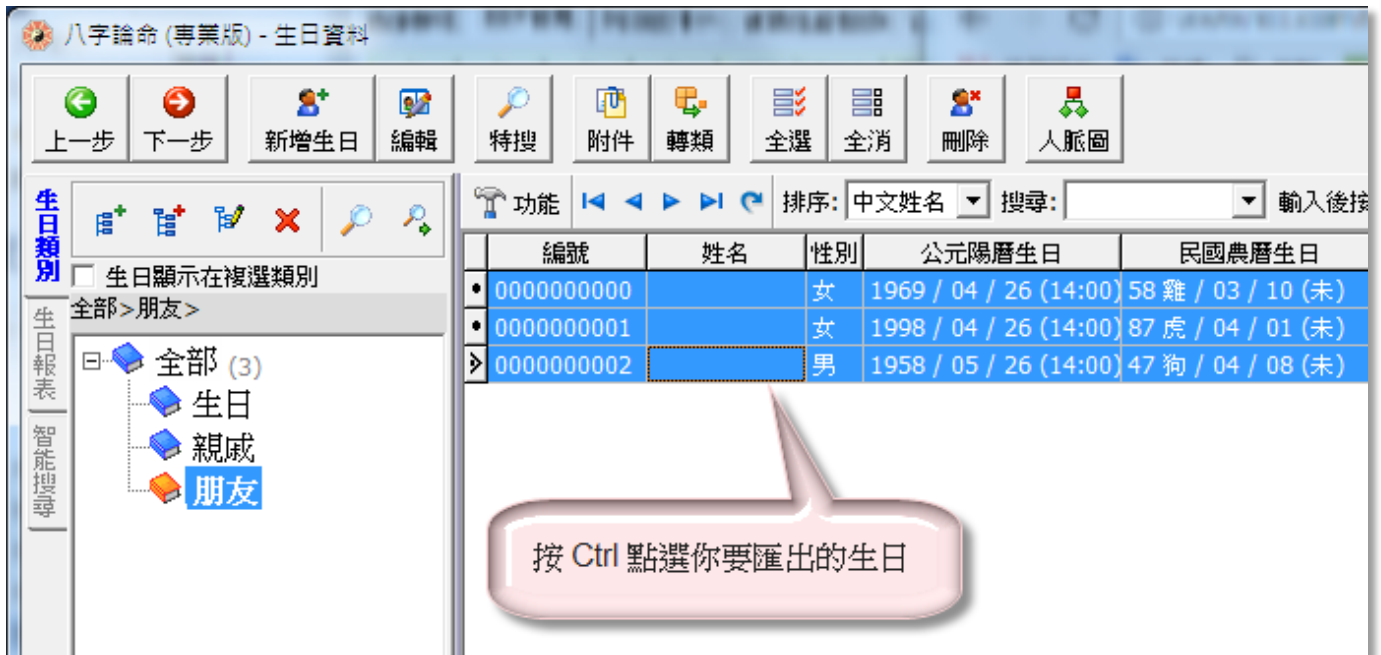 八字論命 (專業版) - 生日資料
上一步 下一步 新增生日 編輯 特搜 附件 轉類 全選 全消 刪除 人脈圖
生日類別
生日報表
智能搜尋
生日顯示在複選類別
全部>朋友>
全部 (3)
生日
親戚
朋友
功能 排序: 中文姓名 搜尋: 輸入後按
編號 姓名 性別 公元陽曆生日 民國農曆生日
0000000000 女 1969 / 04 / 26 (14:00) 58 雞 / 03 / 10 (未)
0000000001 女 1998 / 04 / 26 (14:00) 87 虎 / 04 / 01 (未)
0000000002 男 1958 / 05 / 26 (14:00) 47 狗 / 04 / 08 (未)
按 Ctrl 點選你要匯出的生日